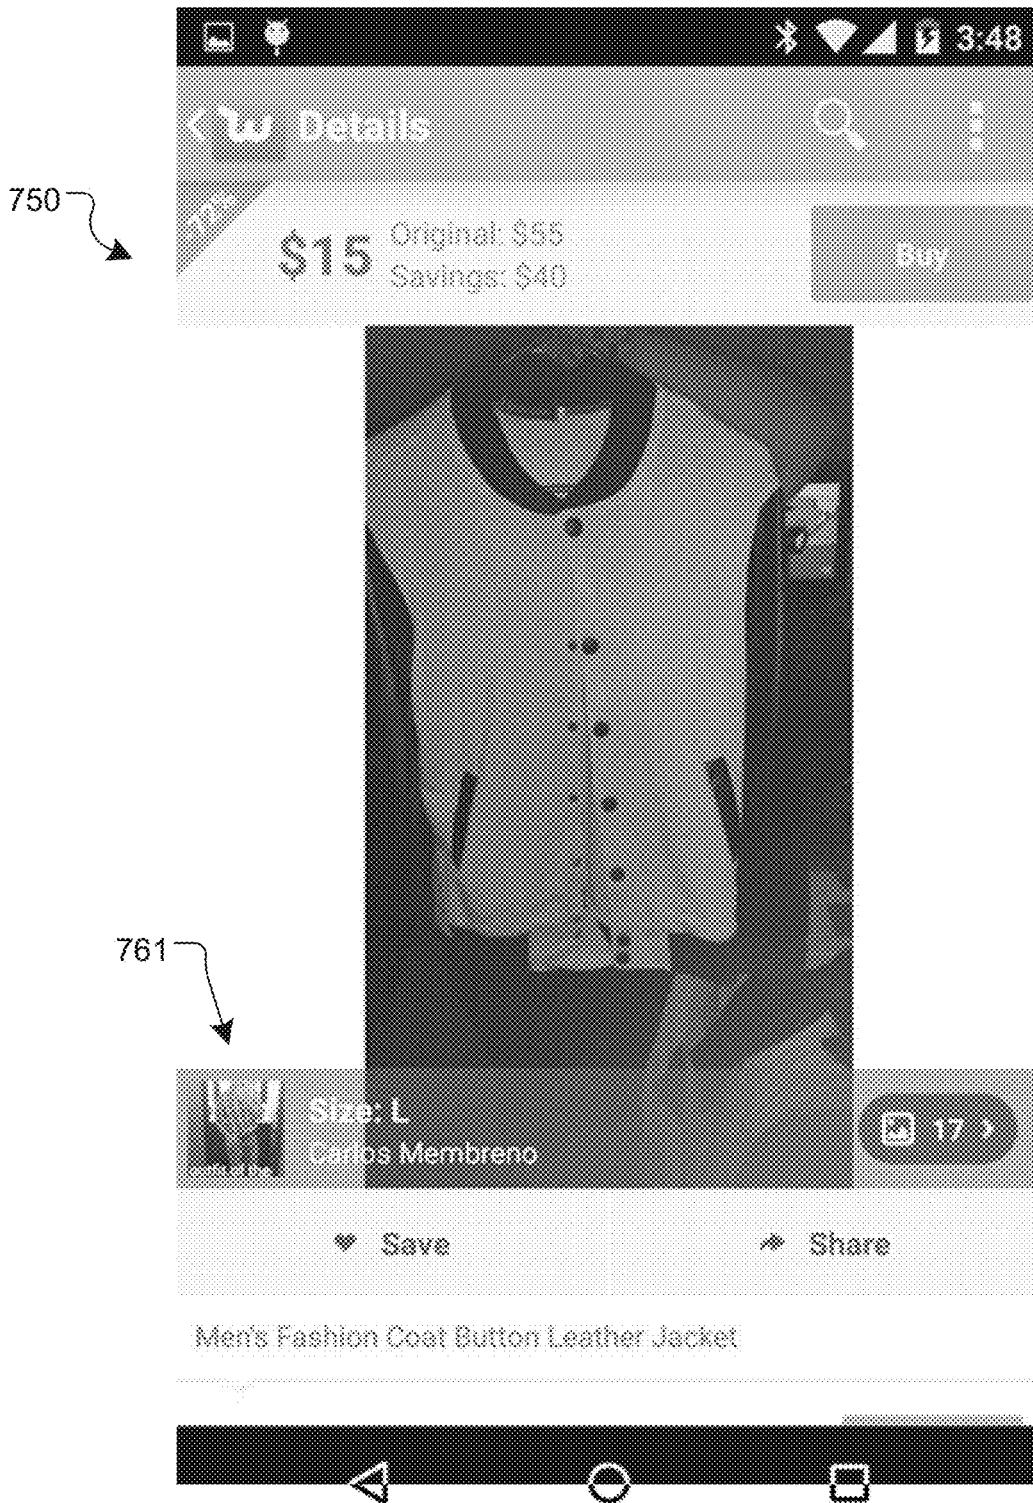 3:48
w Details
750
$15
Original: $55
Savings: $40
Buy
761
Size: L
Carlos Membreno
17
Save
Share
Men's Fashion Coat Button Leather Jacket